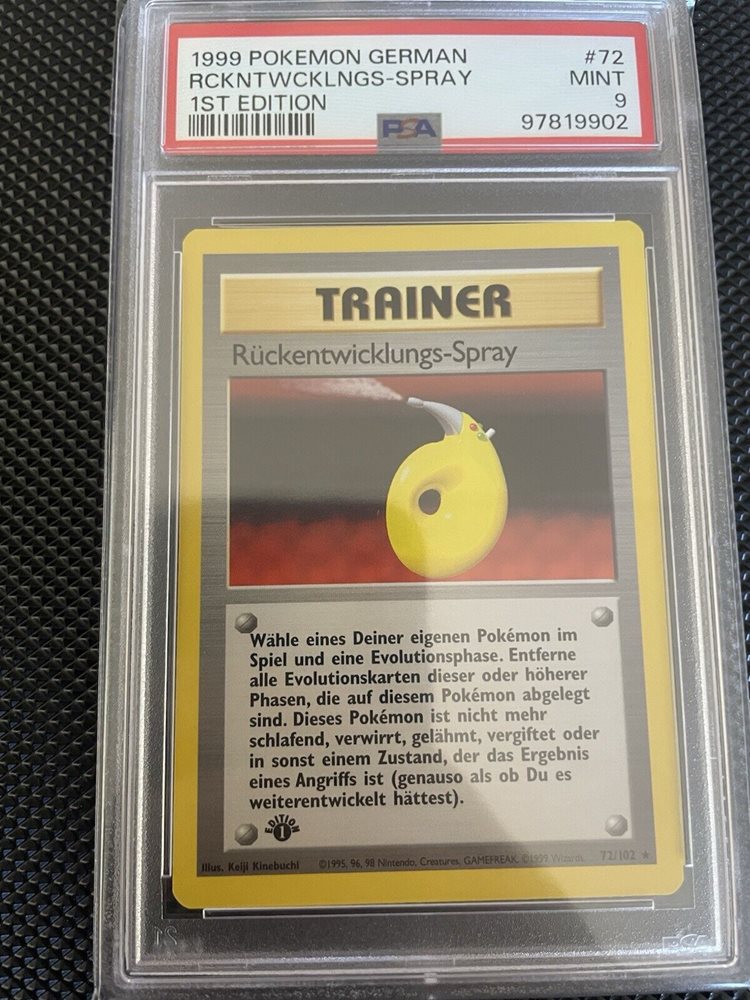 1999 POKEMON GERMAN #72
RCKNTWCKLNGS-SPRAY MINT
1ST EDITION 9
PSA 97819902
TRAINER
Rückentwicklungs-Spray
Wähle eines Deiner eigenen Pokémon im
Spiel und eine Evolutionsphase. Entferne
alle Evolutionskarten dieser oder höherer
Phasen, die auf diesem Pokémon abgelegt
sind. Dieses Pokémon ist nicht mehr
schlafend, verwirrt, gelähmt, vergiftet oder
in sonst einem Zustand, der das Ergebnis
eines Angriffs ist (genauso als ob Du es
weiterentwickelt hättest).
EDITION 1
Illus. Keiji Kinebuchi ©1995, 96, 98 Nintendo, Creatures, GAMEFREAK. ©1999 Wizards. 72/102 ★